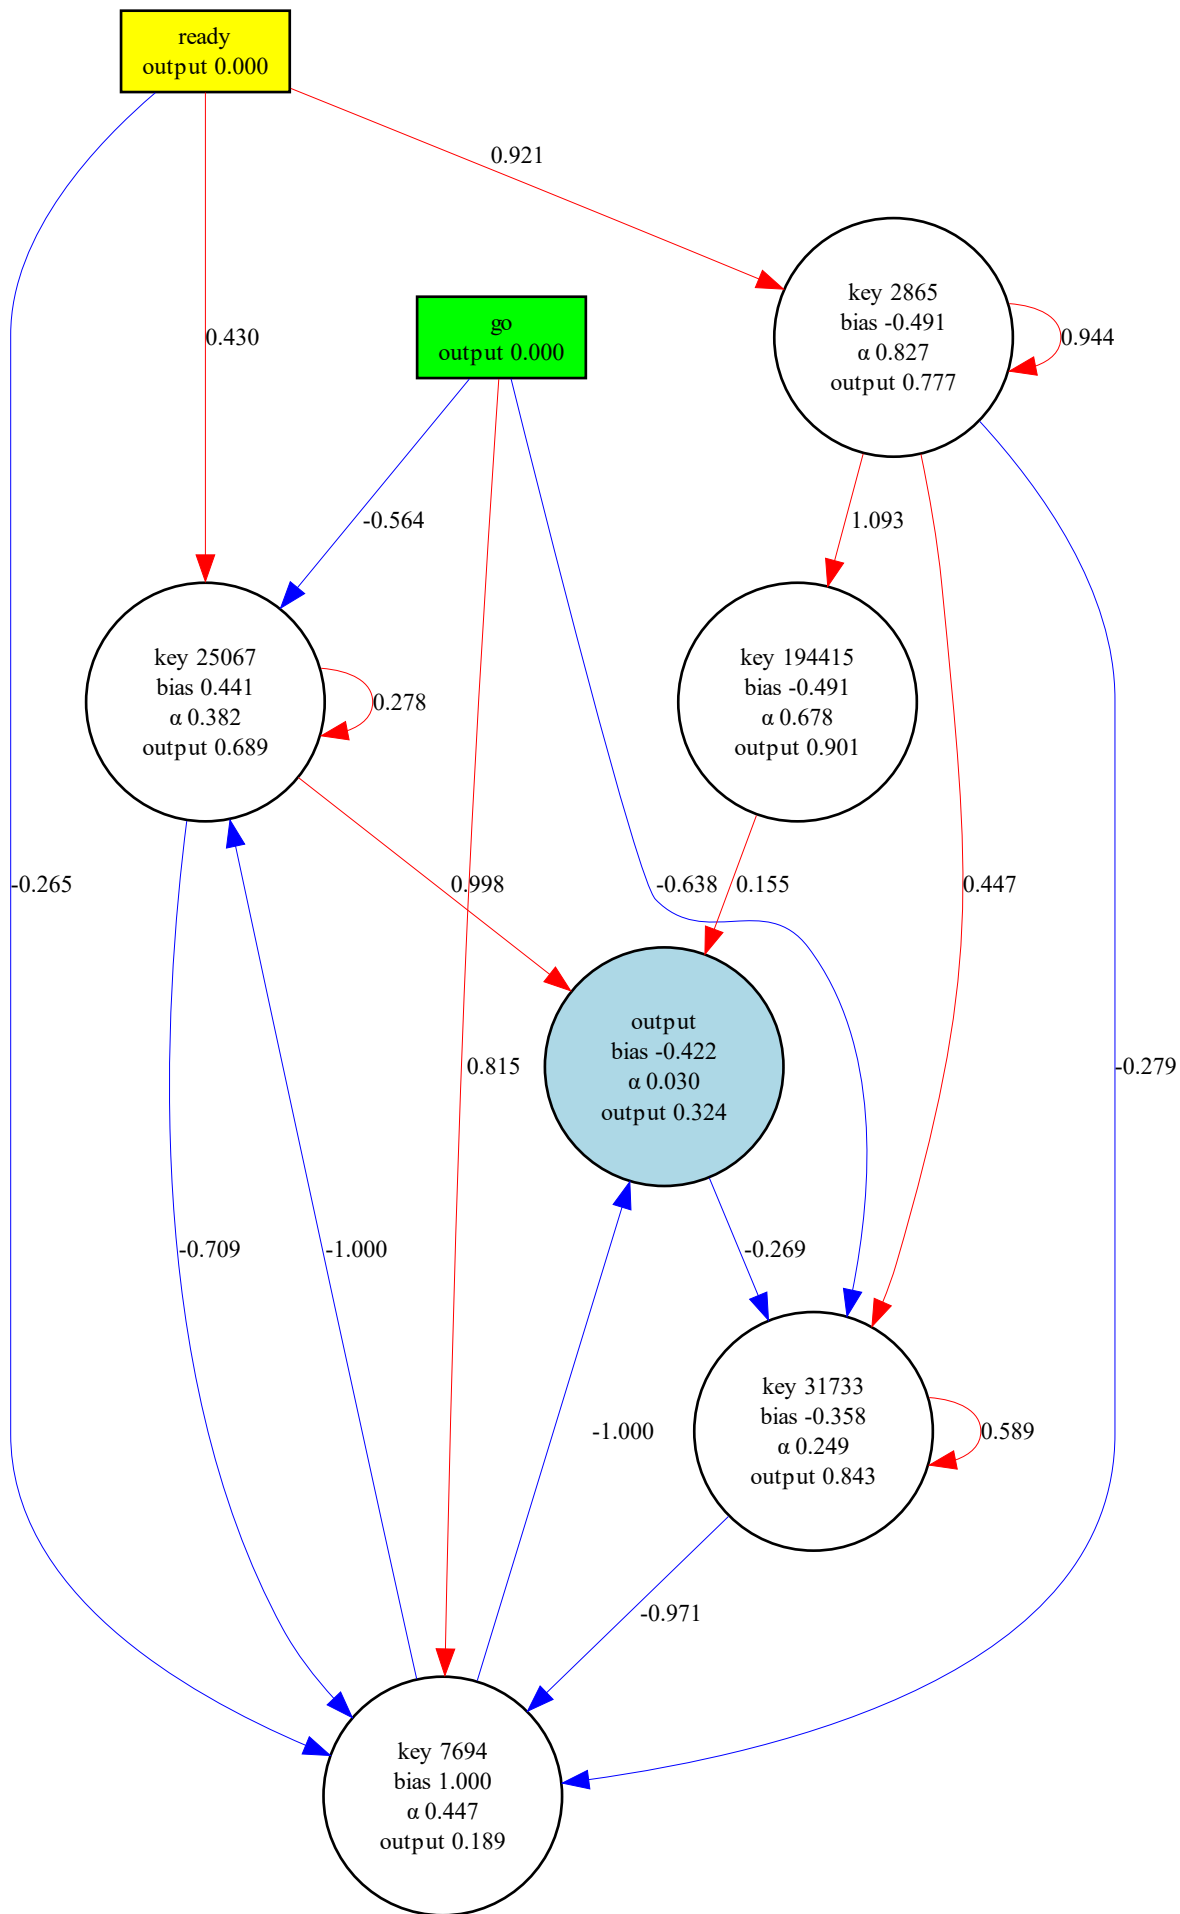 ready
output 0.000
0.921
key 2865
bias -0.491
α 0.827
output 0.777
0.944
0.430
go
output 0.000
-0.564
1.093
key 25067
bias 0.441
α 0.382
output 0.689
0.278
key 194415
bias -0.491
α 0.678
output 0.901
-0.265
0.998
-0.638
0.155
0.447
output
bias -0.422
α 0.030
output 0.324
0.815
-0.279
-0.709
-1.000
-0.269
-1.000
key 31733
bias -0.358
α 0.249
output 0.843
0.589
-0.971
key 7694
bias 1.000
α 0.447
output 0.189